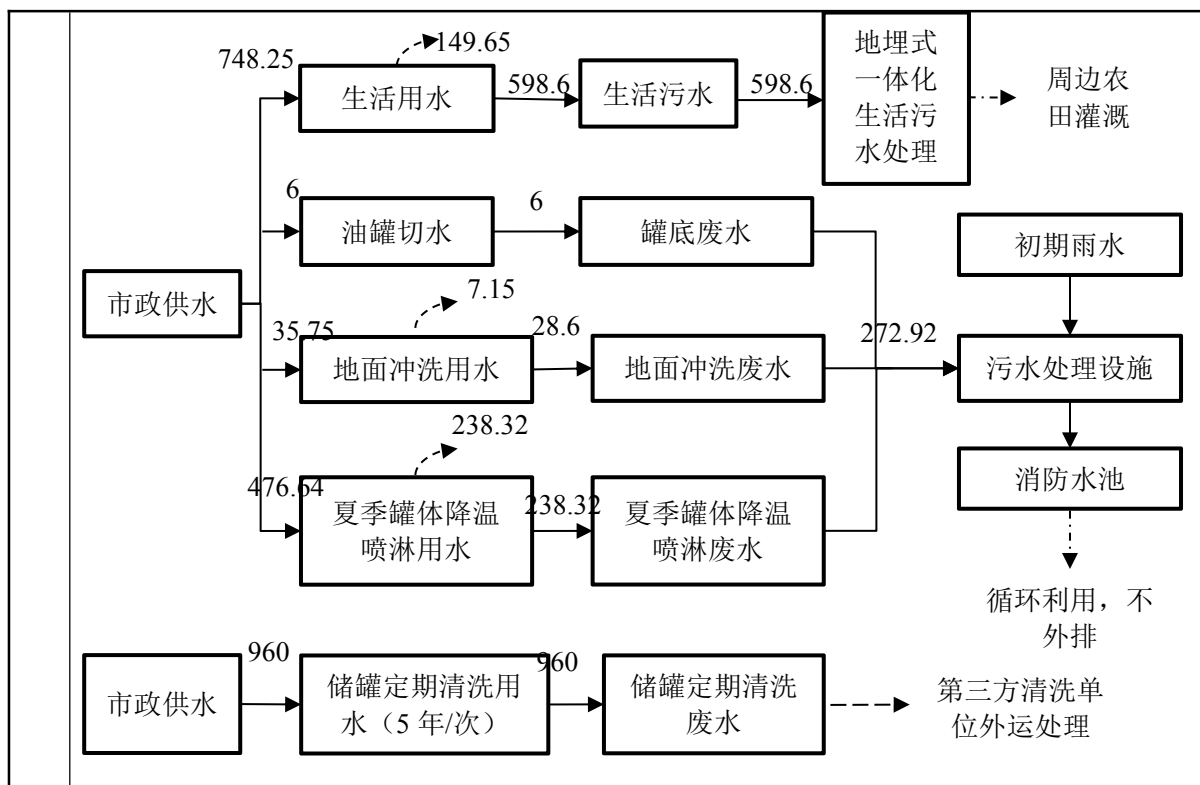 149.65
748.25
生活用水
598.6
生活污水
598.6
地埋式
一体化
生活污
水处理
周边农
田灌溉
6
油罐切水
6
罐底废水
初期雨水
市政供水
7.15
35.75
地面冲洗用水
28.6
地面冲洗废水
272.92
污水处理设施
238.32
476.64
夏季罐体降温
喷淋用水
238.32
夏季罐体降温
喷淋废水
消防水池
循环利用，不
外排
市政供水
960
储罐定期清洗用
水（5 年/次）
960
储罐定期清洗
废水
第三方清洗单
位外运处理